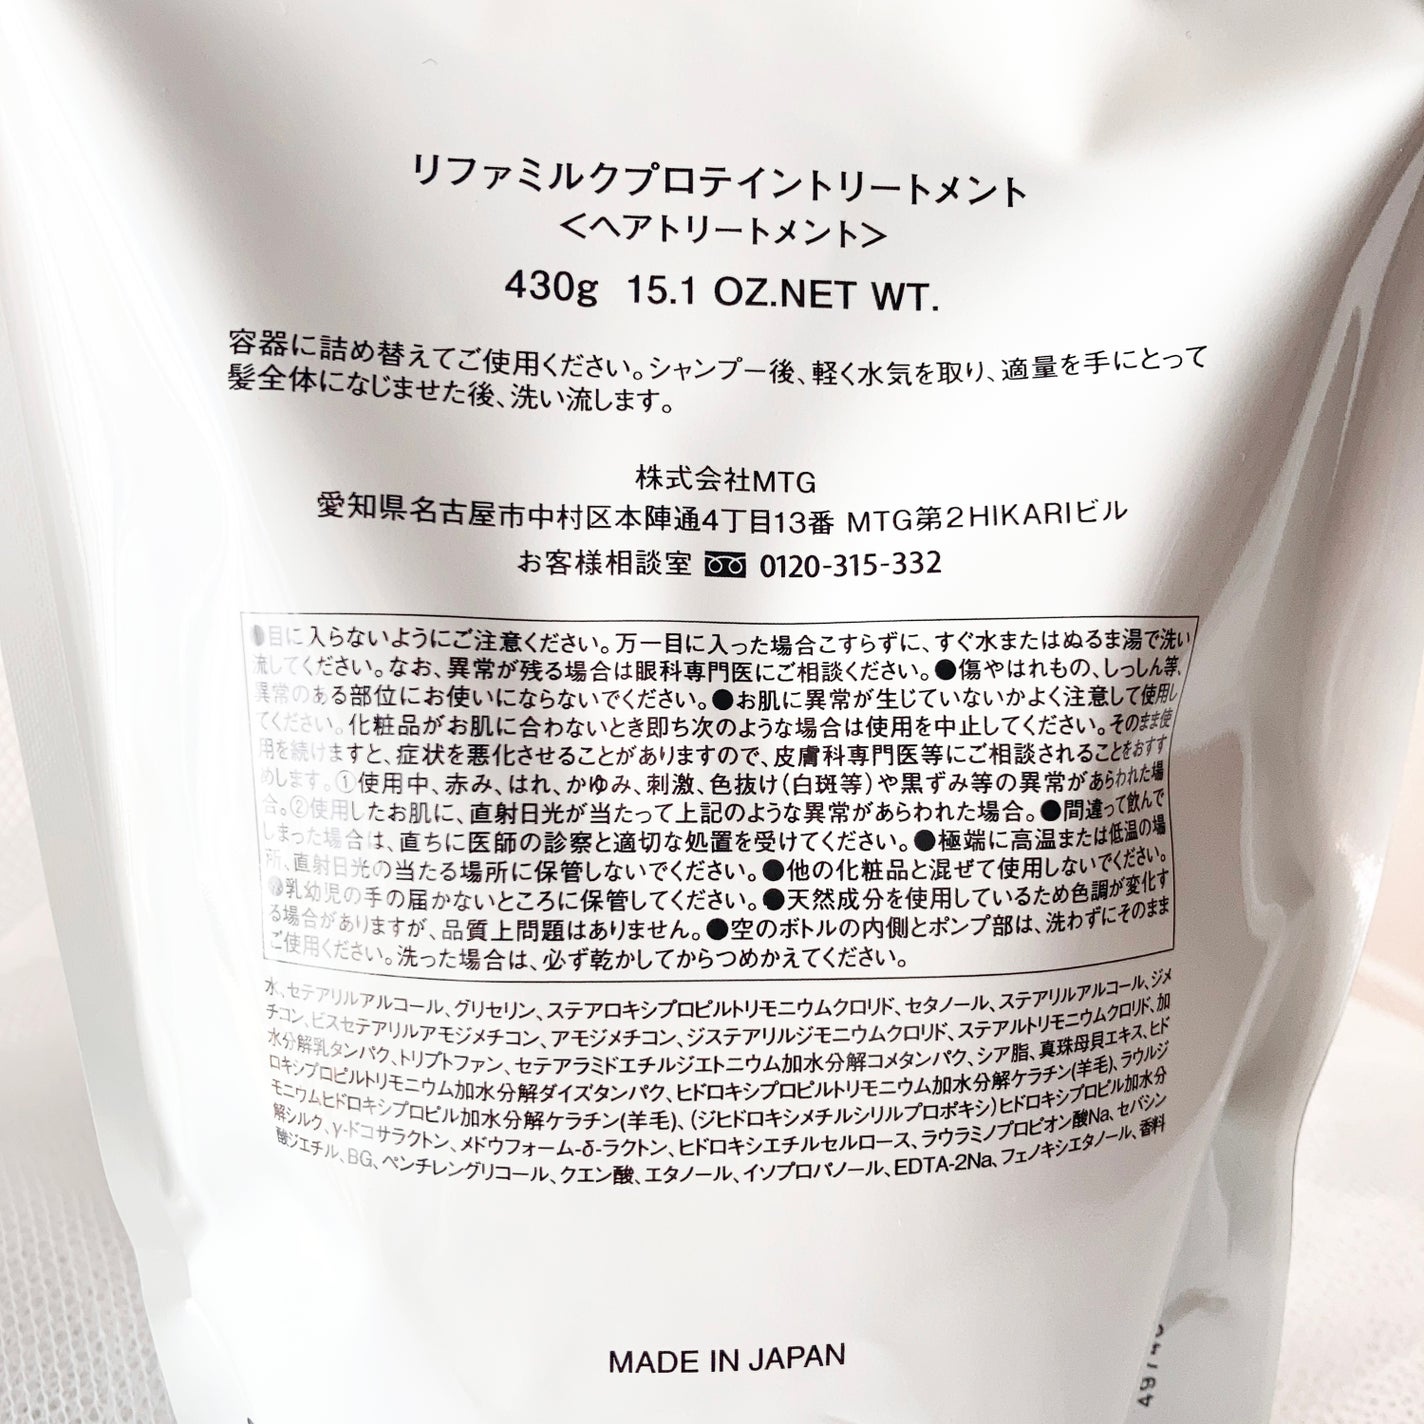 リファミルクプロテイントリートメント
＜ヘアトリートメント＞
430g 15.1 OZ.NET WT.
容器に詰め替えてご使用ください。シャンプー後、軽く水気を取り、適量を手にとって
髪全体になじませた後、洗い流します。
株式会社MTG
愛知県名古屋市中村区本陣通4丁目13番 MTG第2HIKARIビル
お客様相談室 0120-315-332
●目に入らないようにご注意ください。万一目に入った場合こすらずに、すぐ水またはぬるま湯で洗い
流してください。なお、異常が残る場合は眼科専門医にご相談ください。●傷やはれもの、しっしん等、
異常のある部位にお使いにならないでください。●お肌に異常が生じていないかよく注意して使用し
てください。化粧品がお肌に合わないとき即ち次のような場合は使用を中止してください。そのまま使
用を続けますと、症状を悪化させることがありますので、皮膚科専門医等にご相談されることをおすす
めします。①使用中、赤み、はれ、かゆみ、刺激、色抜け(白斑等)や黒ずみ等の異常があらわれた場
合。②使用したお肌に、直射日光が当たって上記のような異常があらわれた場合。●間違って飲んで
しまった場合は、直ちに医師の診察と適切な処置を受けてください。●極端に高温または低温の場
所、直射日光の当たる場所に保管しないでください。●他の化粧品と混ぜて使用しないでください。
●乳幼児の手の届かないところに保管してください。●天然成分を使用しているため色調が変化す
る場合がありますが、品質上問題はありません。●空のボトルの内側とポンプ部は、洗わずにそのまま
ご使用ください。洗った場合は、必ず乾かしてからつめかえてください。
水、セテアリルアルコール、グリセリン、ステアロキシプロピルトリモニウムクロリド、セタノール、ステアリルアルコール、ジメ
チコン、ビスセテアリルアモジメチコン、アモジメチコン、ジステアリルジモニウムクロリド、ステアルトリモニウムクロリド、加
水分解乳タンパク、トリプトファン、セテアラミドエチルジエトニウム加水分解コメタンパク、シア脂、真珠母貝エキス、ヒド
ロキシプロピルトリモニウム加水分解ダイズタンパク、ヒドロキシプロピルトリモニウム加水分解ケラチン(羊毛)、ラウルジ
モニウムヒドロキシプロピル加水分解ケラチン(羊毛)、(ジヒドロキシメチルシリルプロポキシ)ヒドロキシプロピル加水分
解シルク、γ-ドコサラクトン、メドウフォーム-δ-ラクトン、ヒドロキシエチルセルロース、ラウラミノプロピオン酸Na、セバシン
酸ジエチル、BG、ペンチレングリコール、クエン酸、エタノール、イソプロパノール、EDTA-2Na、フェノキシエタノール、香料
MADE IN JAPAN